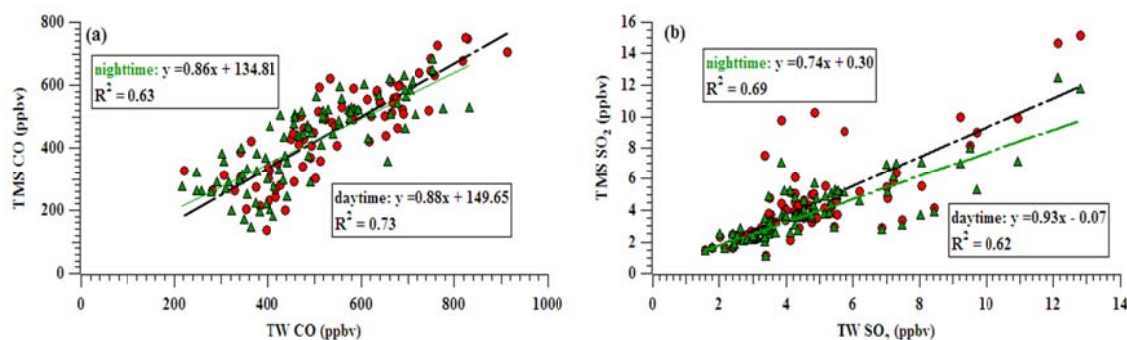 (a)
nighttime: y =0.86x + 134.81
R² = 0.63
daytime: y =0.88x + 149.65
R² = 0.73
TMS CO (ppbv)
800
600
400
200
0
0 200 400 600 800 1000
TW CO (ppbv)
(b)
nighttime: y =0.74x + 0.30
R² = 0.69
daytime: y =0.93x - 0.07
R² = 0.62
TMS SO₂ (ppbv)
16
14
12
10
8
6
4
2
0
0 2 4 6 8 10 12 14
TW SO₂ (ppbv)